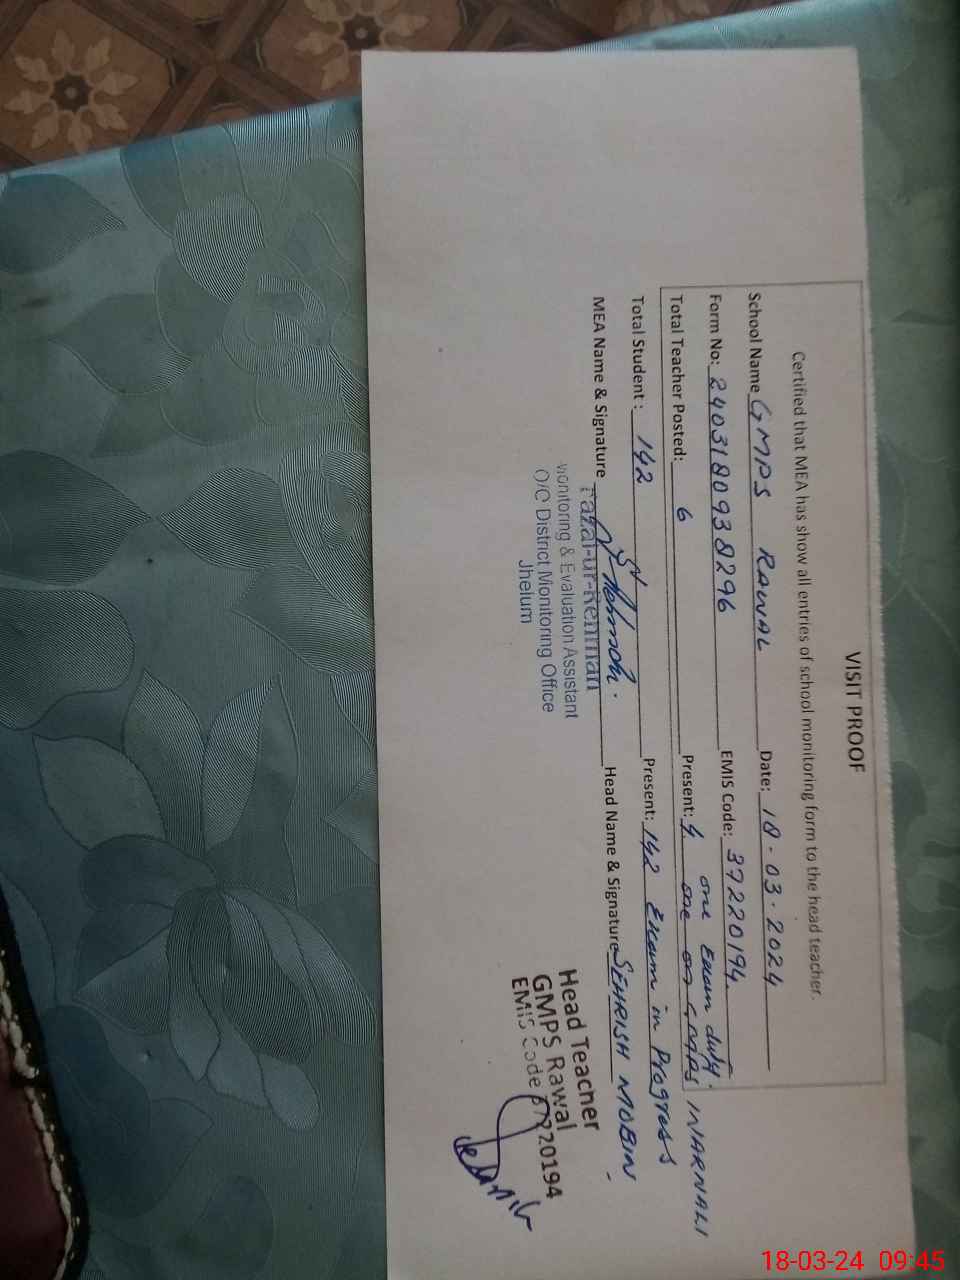 VISIT PROOF
Certified that MEA has show all entries of school monitoring form to the head teacher.
School Name GMPS RAWAL Date: 18-03-2024
Form No: 2403180938296 EMIS Code: 37220194
one Exam duty.
Total Teacher Posted: 6 Present: 4 one on GMPS
Total Student: 142 Present: 142 Exam in Progress
MEA Name & Signature Head Name & Signature SEHRISH MOBIN
Fazal-ur-Rehman
Monitoring & Evaluation Assistant
O/C District Monitoring Office
Jhelum
Head Teacher
GMPS Rawal
EMIS Code 37220194
18-03-24 09:45